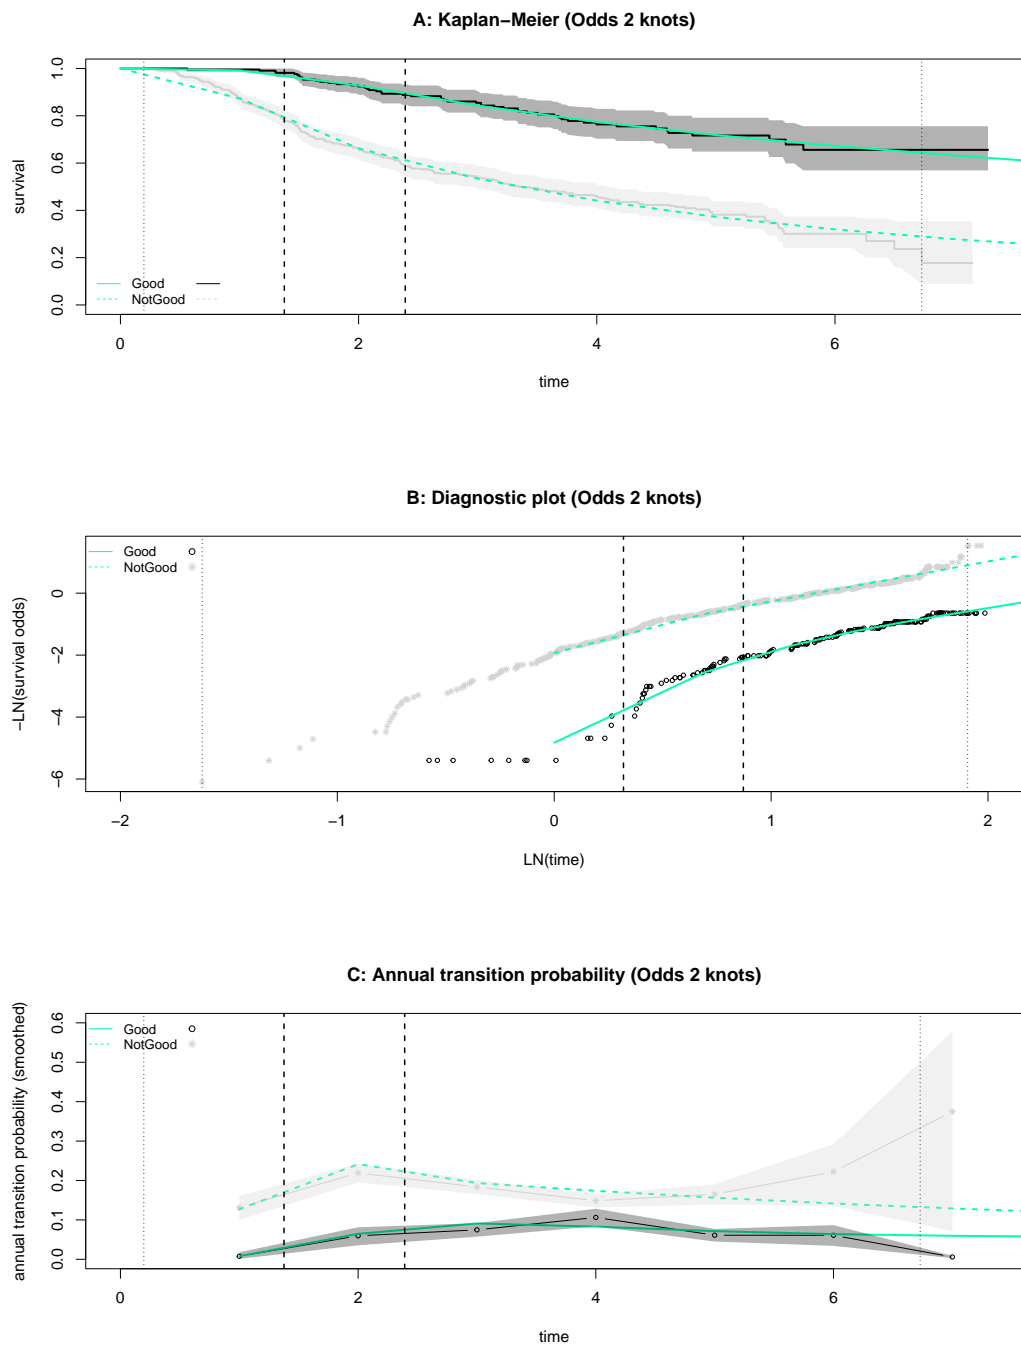 A: Kaplan−Meier (Odds 2 knots)
survival
1.0
0.8
0.6
0.4
0.2
0.0
Good
NotGood
0 2 4 6
time
B: Diagnostic plot (Odds 2 knots)
−LN(survival odds)
Good
NotGood
0
−2
−4
−6
−2 −1 0 1 2
LN(time)
C: Annual transition probability (Odds 2 knots)
annual transition probability (smoothed)
Good
NotGood
0.6
0.5
0.4
0.3
0.2
0.1
0.0
0 2 4 6
time